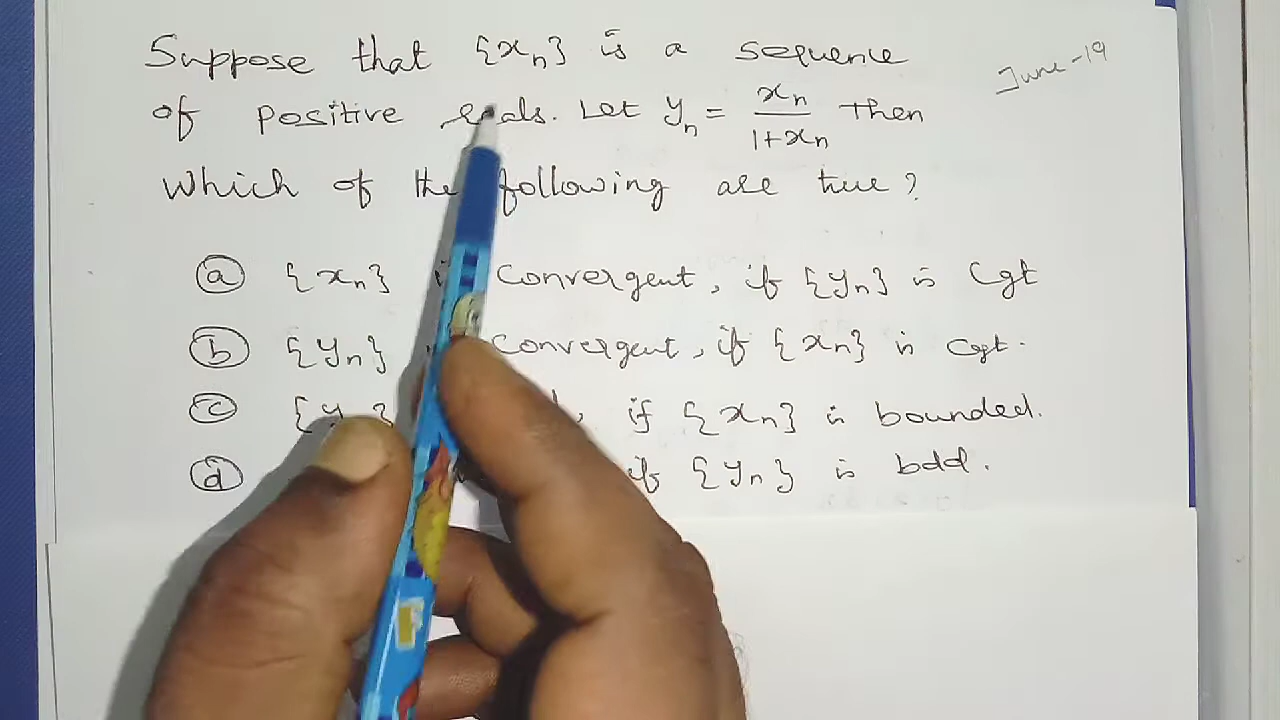 Suppose that {xₙ} is a sequence
June-19
of positive reals. Let yₙ = xₙ/(1+xₙ) then
Which of the following are true?
ⓐ {xₙ} convergent, if {yₙ} is Cgt
ⓑ {yₙ} convergent, if {xₙ} is Cgt.
ⓒ {y if {xₙ} is bounded.
ⓓ if {yₙ} is bdd.